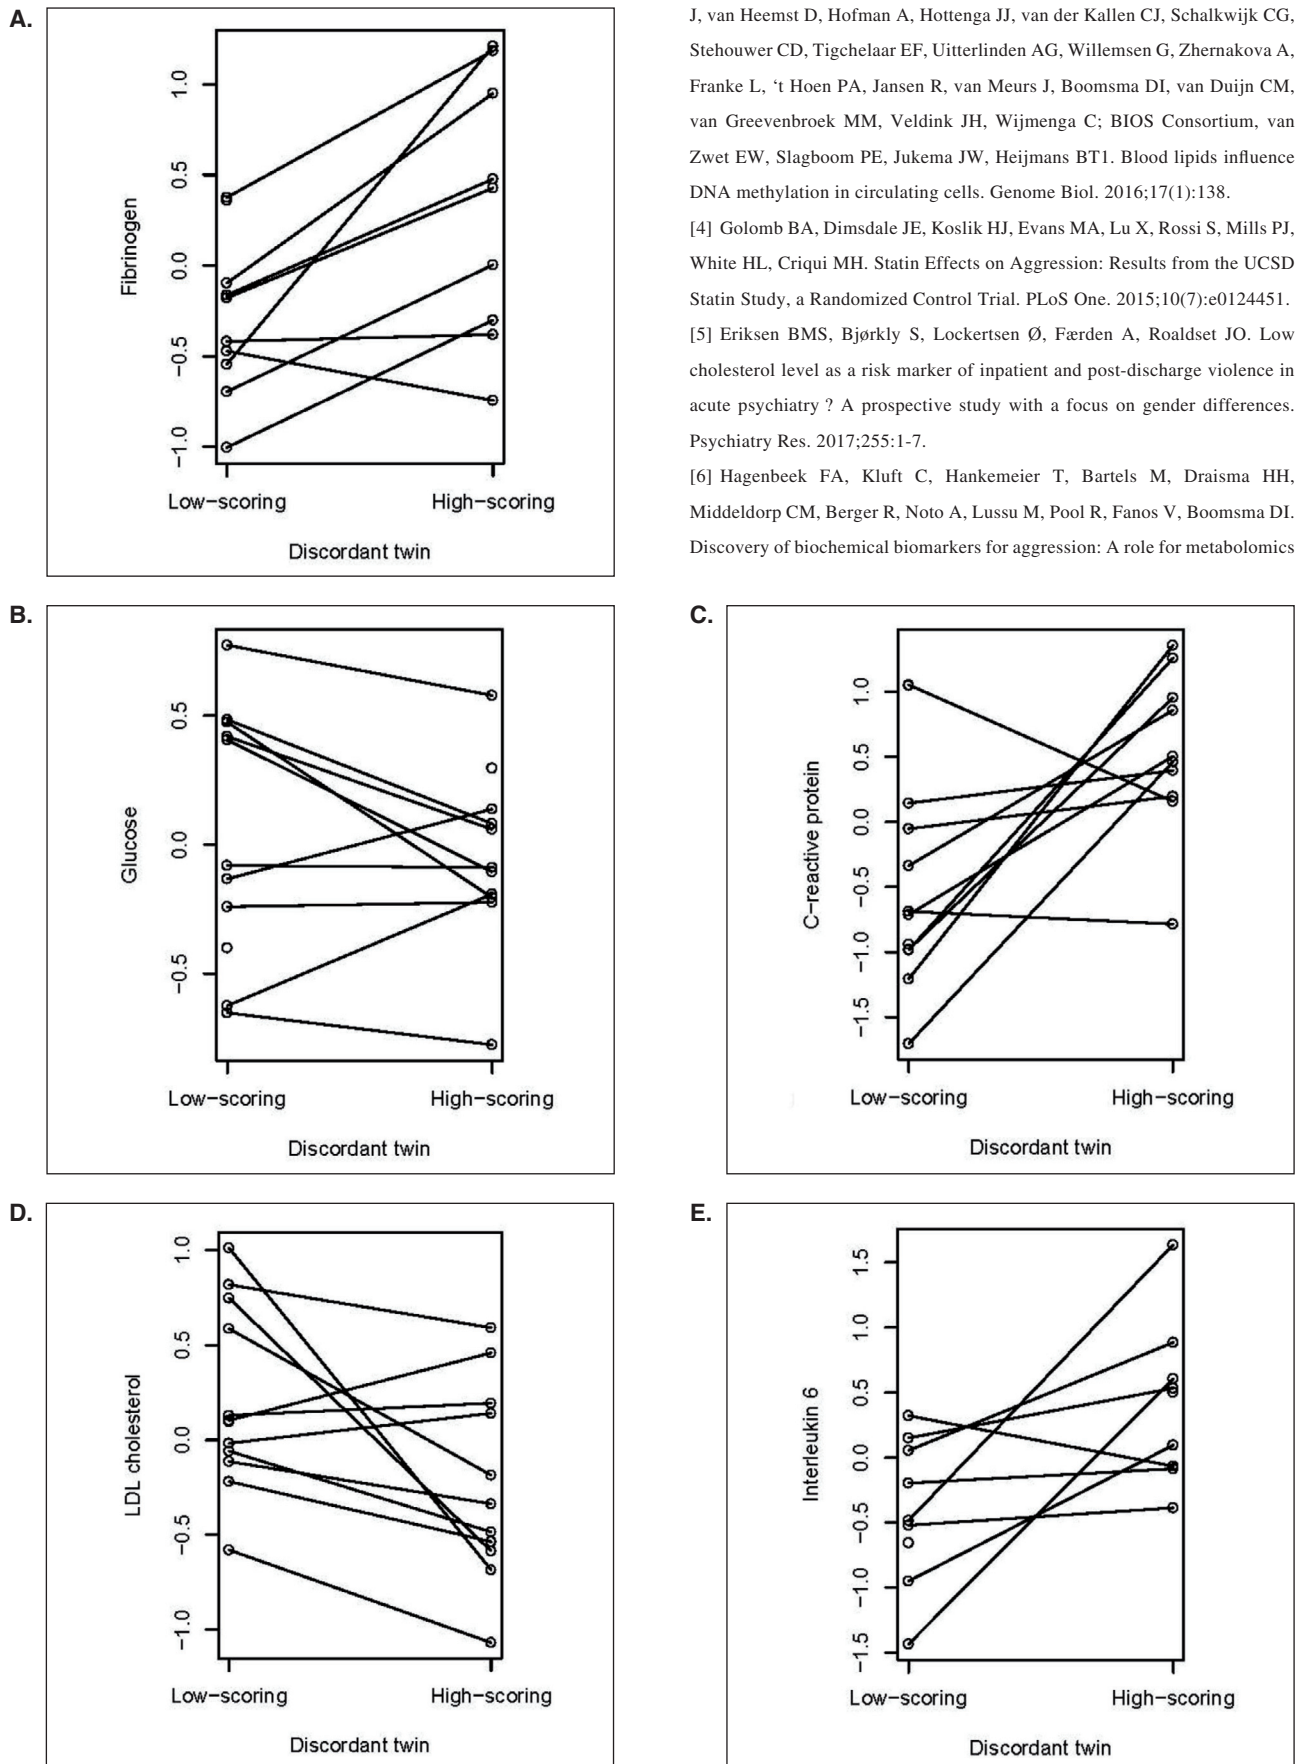 A.
1.0
0.5
0.0
−0.5
−1.0
Fibrinogen
Low−scoring High−scoring
Discordant twin
J, van Heemst D, Hofman A, Hottenga JJ, van der Kallen CJ, Schalkwijk CG,
Stehouwer CD, Tigchelaar EF, Uitterlinden AG, Willemsen G, Zhernakova A,
Franke L, ‘t Hoen PA, Jansen R, van Meurs J, Boomsma DI, van Duijn CM,
van Greevenbroek MM, Veldink JH, Wijmenga C; BIOS Consortium, van
Zwet EW, Slagboom PE, Jukema JW, Heijmans BT1. Blood lipids influence
DNA methylation in circulating cells. Genome Biol. 2016;17(1):138.
[4] Golomb BA, Dimsdale JE, Koslik HJ, Evans MA, Lu X, Rossi S, Mills PJ,
White HL, Criqui MH. Statin Effects on Aggression: Results from the UCSD
Statin Study, a Randomized Control Trial. PLoS One. 2015;10(7):e0124451.
[5] Eriksen BMS, Bjørkly S, Lockertsen Ø, Færden A, Roaldset JO. Low
cholesterol level as a risk marker of inpatient and post-discharge violence in
acute psychiatry ? A prospective study with a focus on gender differences.
Psychiatry Res. 2017;255:1-7.
[6] Hagenbeek FA, Kluft C, Hankemeier T, Bartels M, Draisma HH,
Middeldorp CM, Berger R, Noto A, Lussu M, Pool R, Fanos V, Boomsma DI.
Discovery of biochemical biomarkers for aggression: A role for metabolomics
B.
0.5
0.0
−0.5
Glucose
Low−scoring High−scoring
Discordant twin
C.
1.0
0.5
0.0
−0.5
−1.0
−1.5
C−reactive protein
Low−scoring High−scoring
Discordant twin
D.
1.0
0.5
0.0
−0.5
−1.0
LDL cholesterol
Low−scoring High−scoring
Discordant twin
E.
1.5
1.0
0.5
0.0
−0.5
−1.0
−1.5
Interleukin 6
Low−scoring High−scoring
Discordant twin